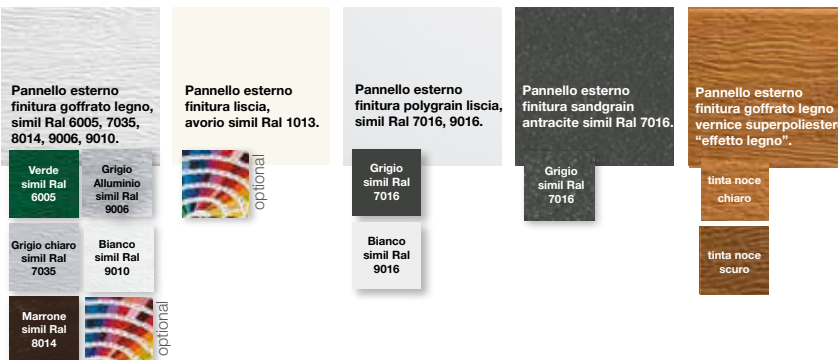 Pannello esterno
finitura goffrato legno,
simil Ral 6005, 7035,
8014, 9006, 9010.
Verde
simil Ral
6005
Grigio
Alluminio
simil Ral
9006
Grigio chiaro
simil Ral
7035
Bianco
simil Ral
9010
Marrone
simil Ral
8014
optional
Pannello esterno
finitura liscia,
avorio simil Ral 1013.
optional
Pannello esterno
finitura polygrain liscia,
simil Ral 7016, 9016.
Grigio
simil Ral
7016
Bianco
simil Ral
9016
Pannello esterno
finitura sandgrain
antracite simil Ral 7016.
Grigio
simil Ral
7016
Pannello esterno
finitura goffrato legno
vernice superpoliestere
“effetto legno”.
tinta noce
chiaro
tinta noce
scuro